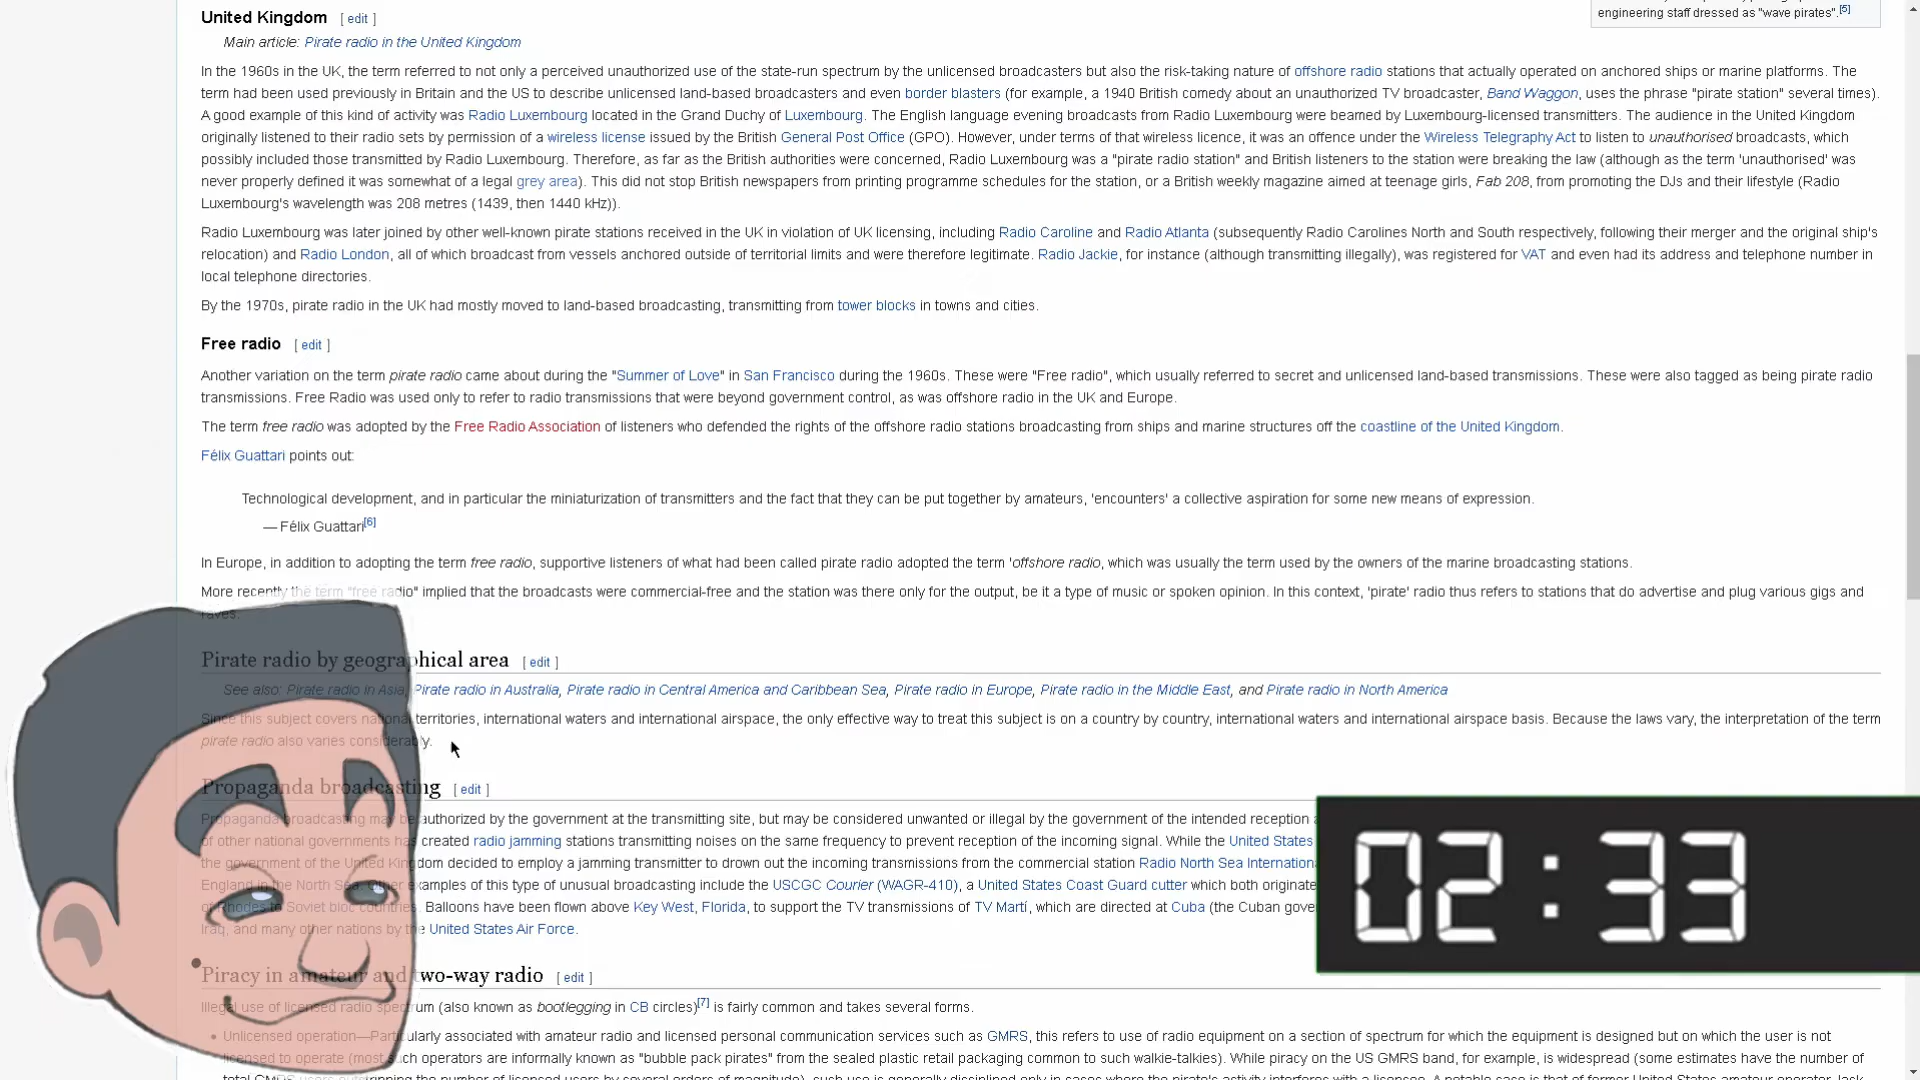 engineering staff dressed as "wave pirates".[5]
United Kingdom [ edit ]
Main article: Pirate radio in the United Kingdom
In the 1960s in the UK, the term referred to not only a perceived unauthorized use of the state-run spectrum by the unlicensed broadcasters but also the risk-taking nature of offshore radio stations that actually operated on anchored ships or marine platforms. The
term had been used previously in Britain and the US to describe unlicensed land-based broadcasters and even border blasters (for example, a 1940 British comedy about an unauthorized TV broadcaster, Band Waggon, uses the phrase "pirate station" several times).
A good example of this kind of activity was Radio Luxembourg located in the Grand Duchy of Luxembourg. The English language evening broadcasts from Radio Luxembourg were beamed by Luxembourg-licensed transmitters. The audience in the United Kingdom
originally listened to their radio sets by permission of a wireless license issued by the British General Post Office (GPO). However, under terms of that wireless licence, it was an offence under the Wireless Telegraphy Act to listen to unauthorised broadcasts, which
possibly included those transmitted by Radio Luxembourg. Therefore, as far as the British authorities were concerned, Radio Luxembourg was a "pirate radio station" and British listeners to the station were breaking the law (although as the term 'unauthorised' was
never properly defined it was somewhat of a legal grey area). This did not stop British newspapers from printing programme schedules for the station, or a British weekly magazine aimed at teenage girls, Fab 208, from promoting the DJs and their lifestyle (Radio
Luxembourg's wavelength was 208 metres (1439, then 1440 kHz)).
Radio Luxembourg was later joined by other well-known pirate stations received in the UK in violation of UK licensing, including Radio Caroline and Radio Atlanta (subsequently Radio Carolines North and South respectively, following their merger and the original ship's
relocation) and Radio London, all of which broadcast from vessels anchored outside of territorial limits and were therefore legitimate. Radio Jackie, for instance (although transmitting illegally), was registered for VAT and even had its address and telephone number in
local telephone directories.
By the 1970s, pirate radio in the UK had mostly moved to land-based broadcasting, transmitting from tower blocks in towns and cities.
Free radio [ edit ]
Another variation on the term pirate radio came about during the "Summer of Love" in San Francisco during the 1960s. These were "Free radio", which usually referred to secret and unlicensed land-based transmissions. These were also tagged as being pirate radio
transmissions. Free Radio was used only to refer to radio transmissions that were beyond government control, as was offshore radio in the UK and Europe.
The term free radio was adopted by the Free Radio Association of listeners who defended the rights of the offshore radio stations broadcasting from ships and marine structures off the coastline of the United Kingdom.
Félix Guattari points out:
Technological development, and in particular the miniaturization of transmitters and the fact that they can be put together by amateurs, 'encounters' a collective aspiration for some new means of expression.
— Félix Guattari[6]
In Europe, in addition to adopting the term free radio, supportive listeners of what had been called pirate radio adopted the term 'offshore radio, which was usually the term used by the owners of the marine broadcasting stations.
More recently the term "free radio" implied that the broadcasts were commercial-free and the station was there only for the output, be it a type of music or spoken opinion. In this context, 'pirate' radio thus refers to stations that do advertise and plug various gigs and
raves.
Pirate radio by geographical area [ edit ]
See also: Pirate radio in Asia, Pirate radio in Australia, Pirate radio in Central America and Caribbean Sea, Pirate radio in Europe, Pirate radio in the Middle East, and Pirate radio in North America
Since this subject covers national territories, international waters and international airspace, the only effective way to treat this subject is on a country by country, international waters and international airspace basis. Because the laws vary, the interpretation of the term
pirate radio also varies considerably.
Propaganda broadcasting [ edit ]
Propaganda broadcasting may be authorized by the government at the transmitting site, but may be considered unwanted or illegal by the government of the intended reception
of other national governments has created radio jamming stations transmitting noises on the same frequency to prevent reception of the incoming signal. While the United States
the government of the United Kingdom decided to employ a jamming transmitter to drown out the incoming transmissions from the commercial station Radio North Sea Internation
England in the North Sea. Other examples of this type of unusual broadcasting include the USCGC Courier (WAGR-410), a United States Coast Guard cutter which both originate
of Rhodes to Soviet bloc countries. Balloons have been flown above Key West, Florida, to support the TV transmissions of TV Martí, which are directed at Cuba (the Cuban gove
Iraq, and many other nations by the United States Air Force.
02:33
Piracy in amateur and two-way radio [ edit ]
Illegal use of licensed radio spectrum (also known as bootlegging in CB circles)[7] is fairly common and takes several forms.
• Unlicensed operation—Particularly associated with amateur radio and licensed personal communication services such as GMRS, this refers to use of radio equipment on a section of spectrum for which the equipment is designed but on which the user is not
licensed to operate (most such operators are informally known as "bubble pack pirates" from the sealed plastic retail packaging common to such walkie-talkies). While piracy on the US GMRS band, for example, is widespread (some estimates have the number of